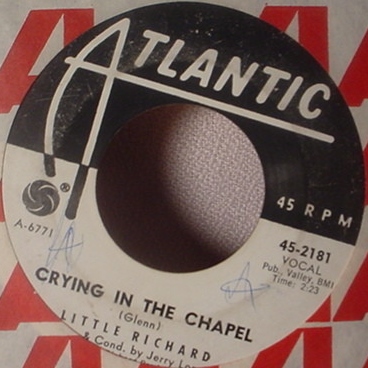 ATLANTIC
45 RPM
®
A-6771
45-2181
VOCAL
Pub., Valley, BMI
Time: 2:23
A
A
CRYING IN THE CHAPEL
(Glenn)
LITTLE RICHARD
& Cond. by Jerry